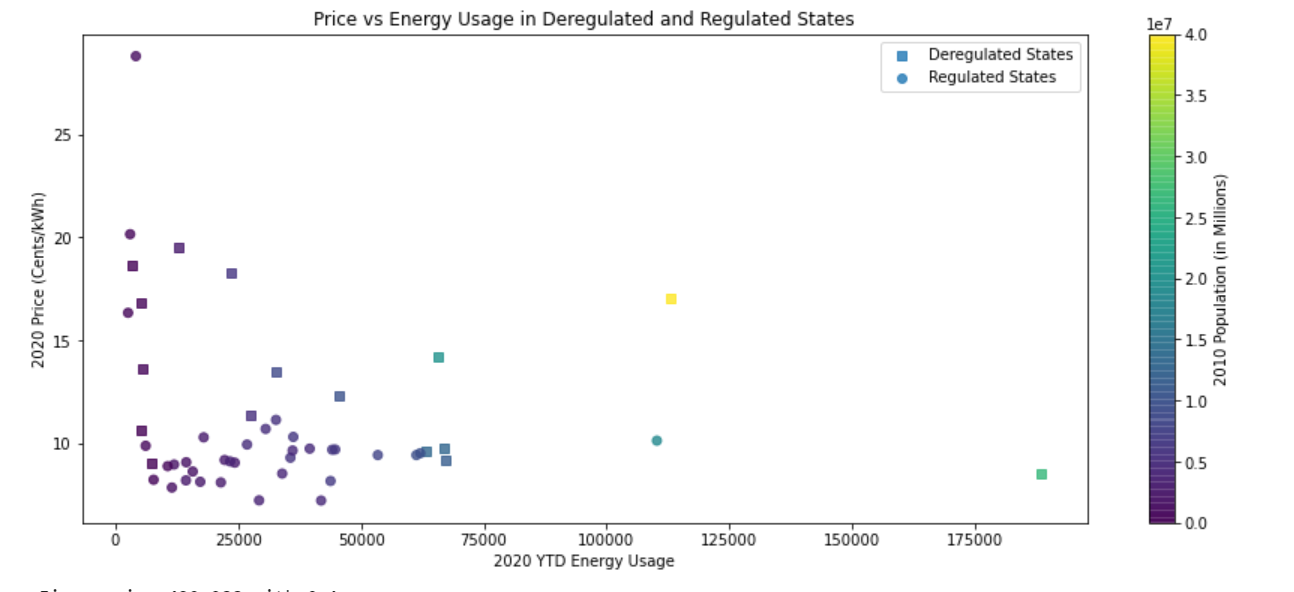 Price vs Energy Usage in Deregulated and Regulated States
1e7
Deregulated States
Regulated States
4.0
3.5
3.0
2.5
2.0
1.5
1.0
0.5
0.0
2010 Population (in Millions)
25
20
15
10
2020 Price (Cents/kWh)
0 25000 50000 75000 100000 125000 150000 175000
2020 YTD Energy Usage